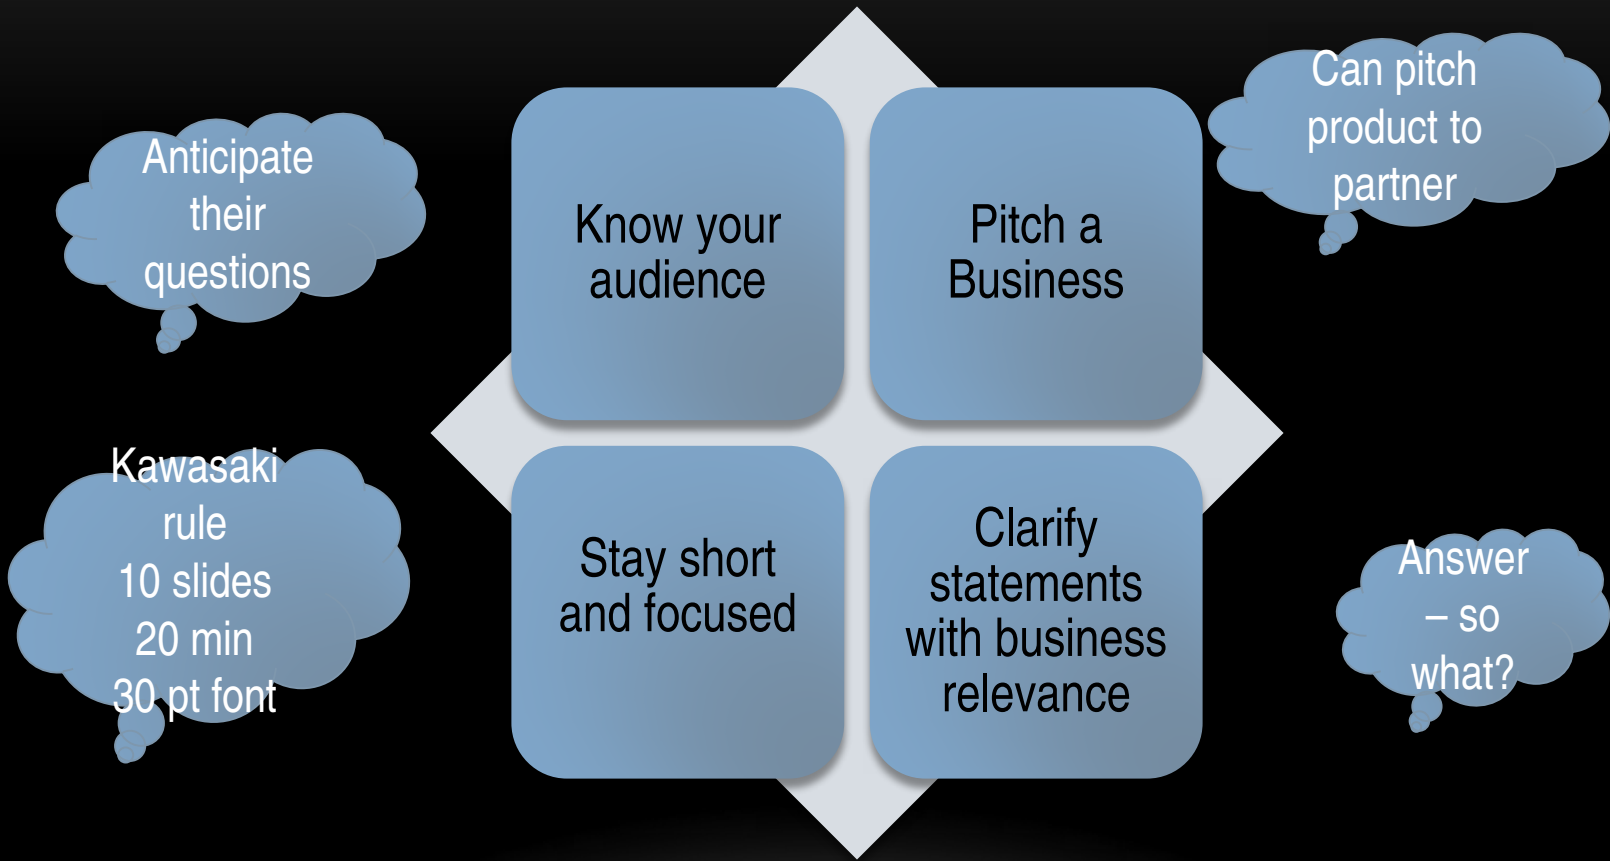 Anticipate
their
questions
Know your
audience
Pitch a
Business
Can pitch
product to
partner
Kawasaki
rule
10 slides
20 min
30 pt font
Stay short
and focused
Clarify
statements
with business
relevance
Answer
– so
what?